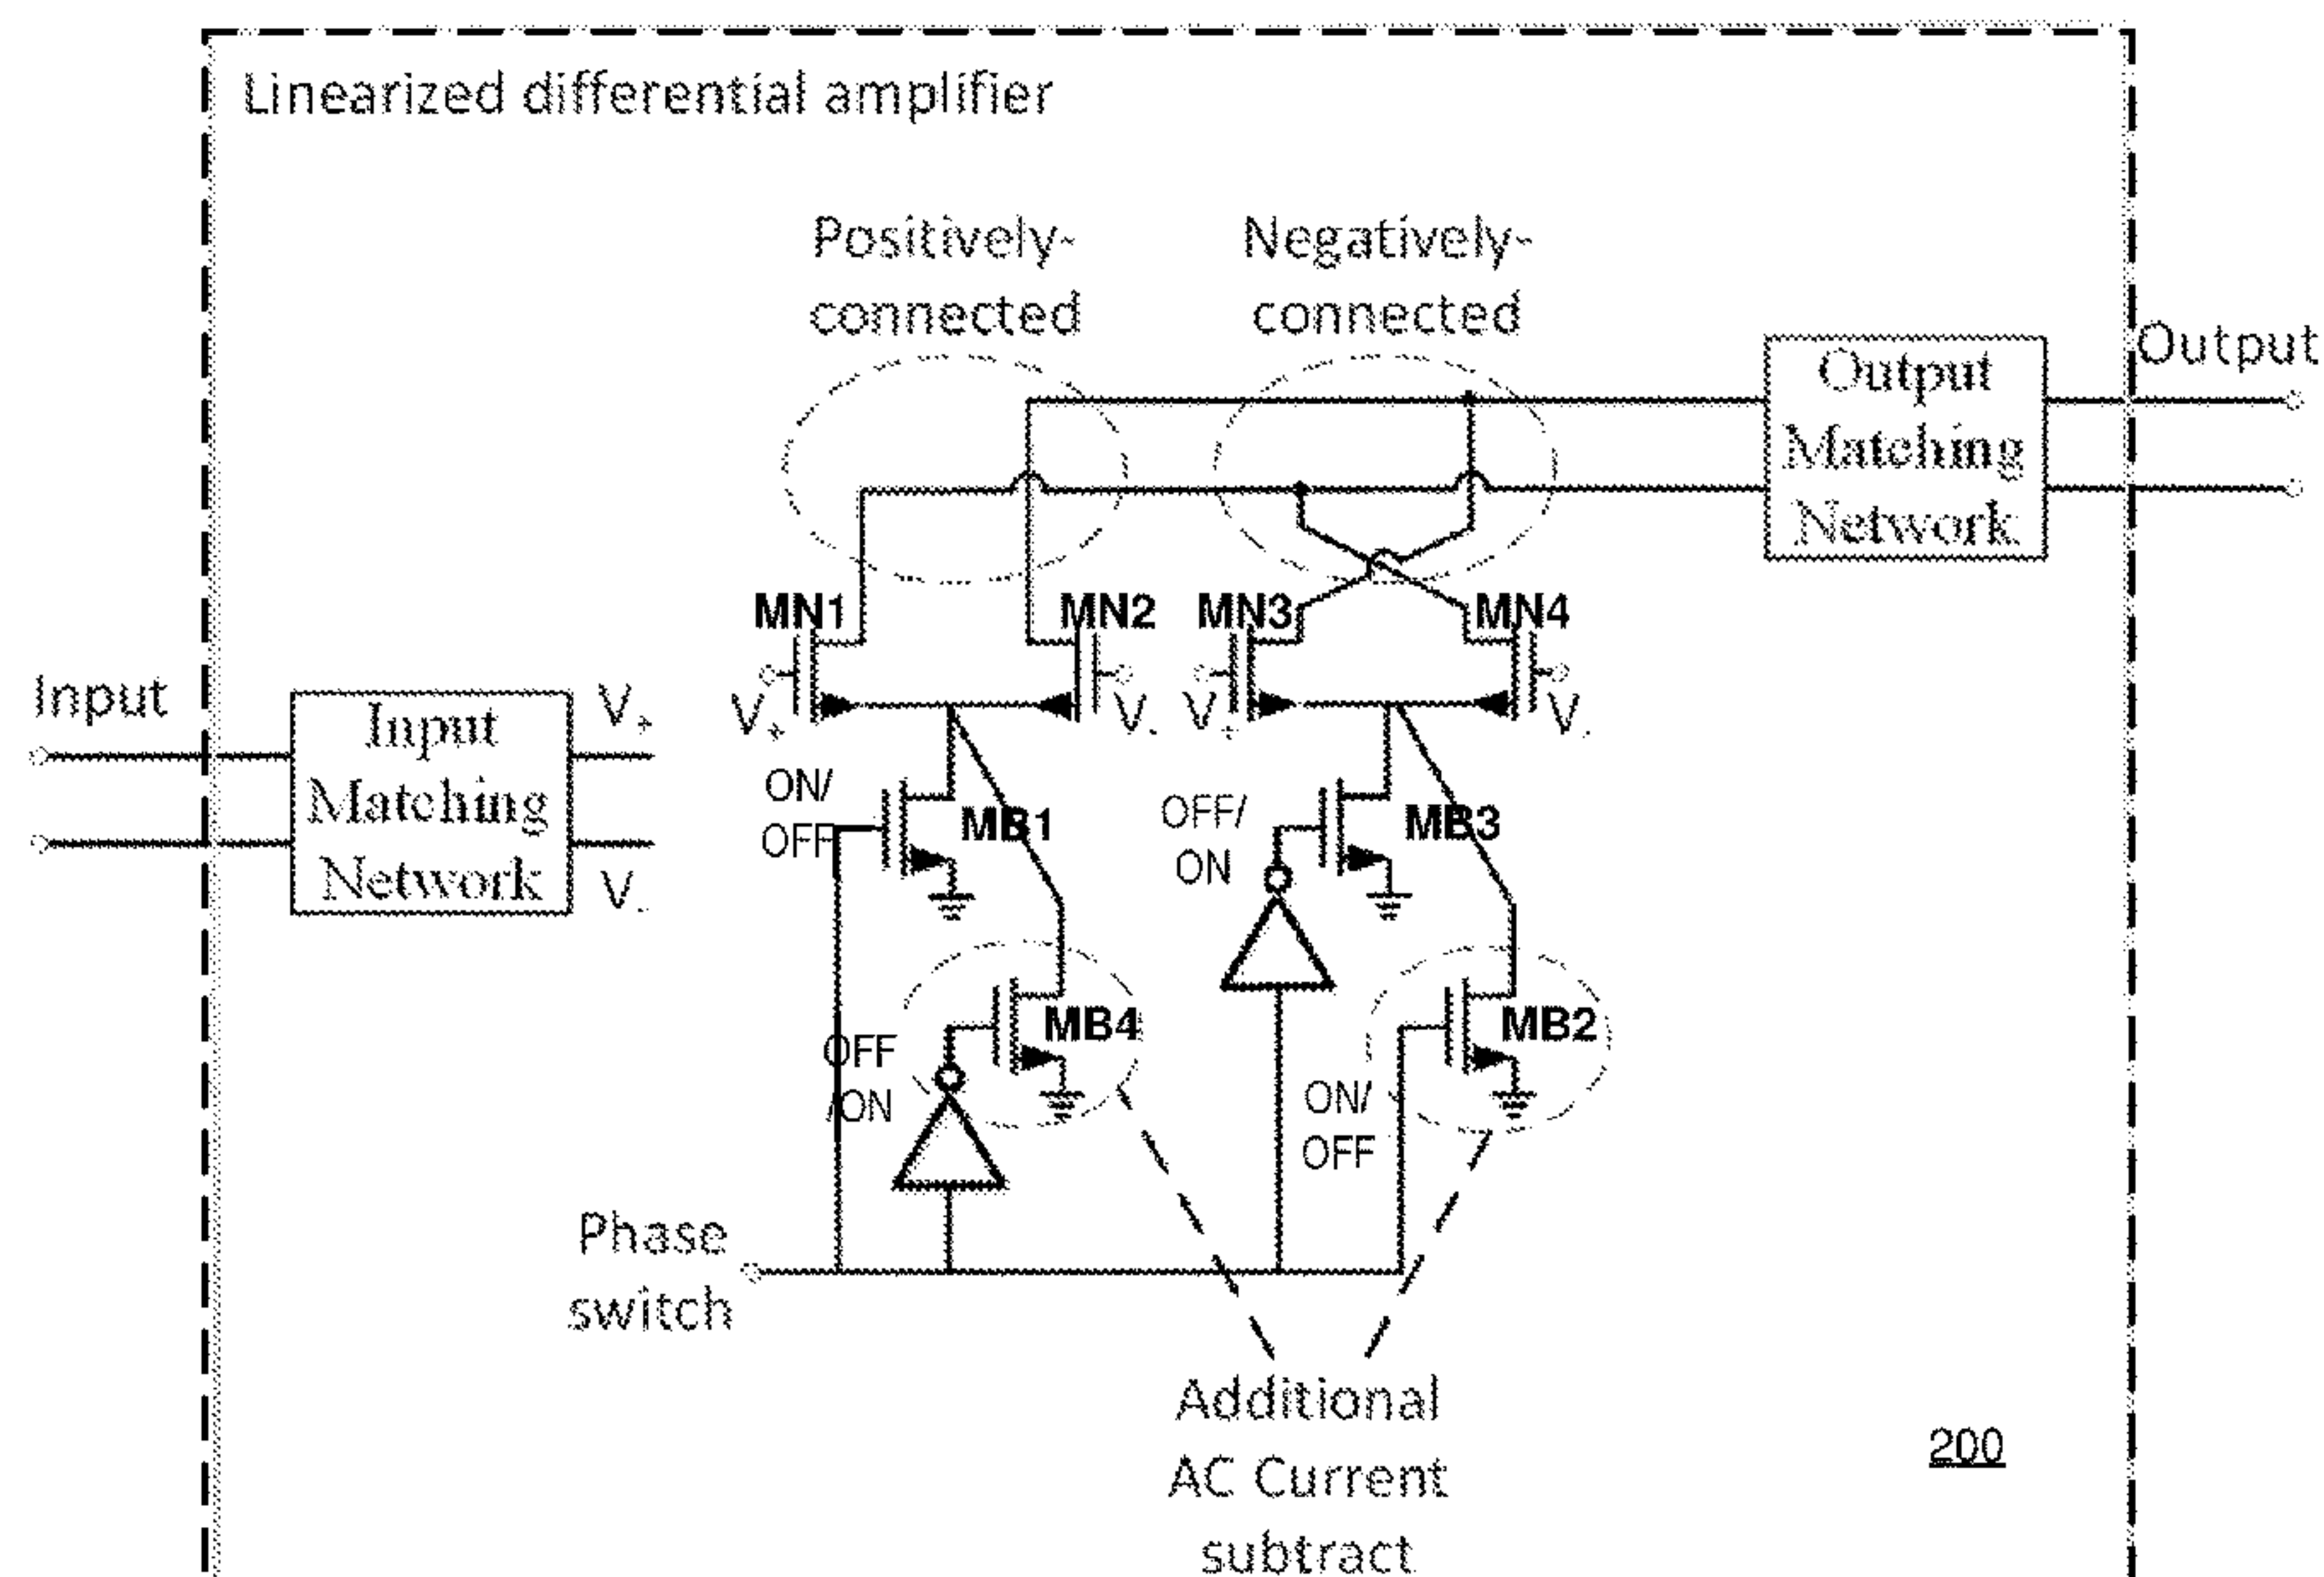 Linearized differential amplifier
Positively-
connected
Negatively-
connected
Output
Output
Matching
Network
MN1
MN2
MN3
MN4
Input
Input
Matching
Network
V+
V-
V+
V-
V+
V-
ON/
OFF
MB1
OFF/
ON
MB3
OFF
/ON
MB4
ON/
OFF
MB2
Phase
switch
Additional
AC Current
subtract
200